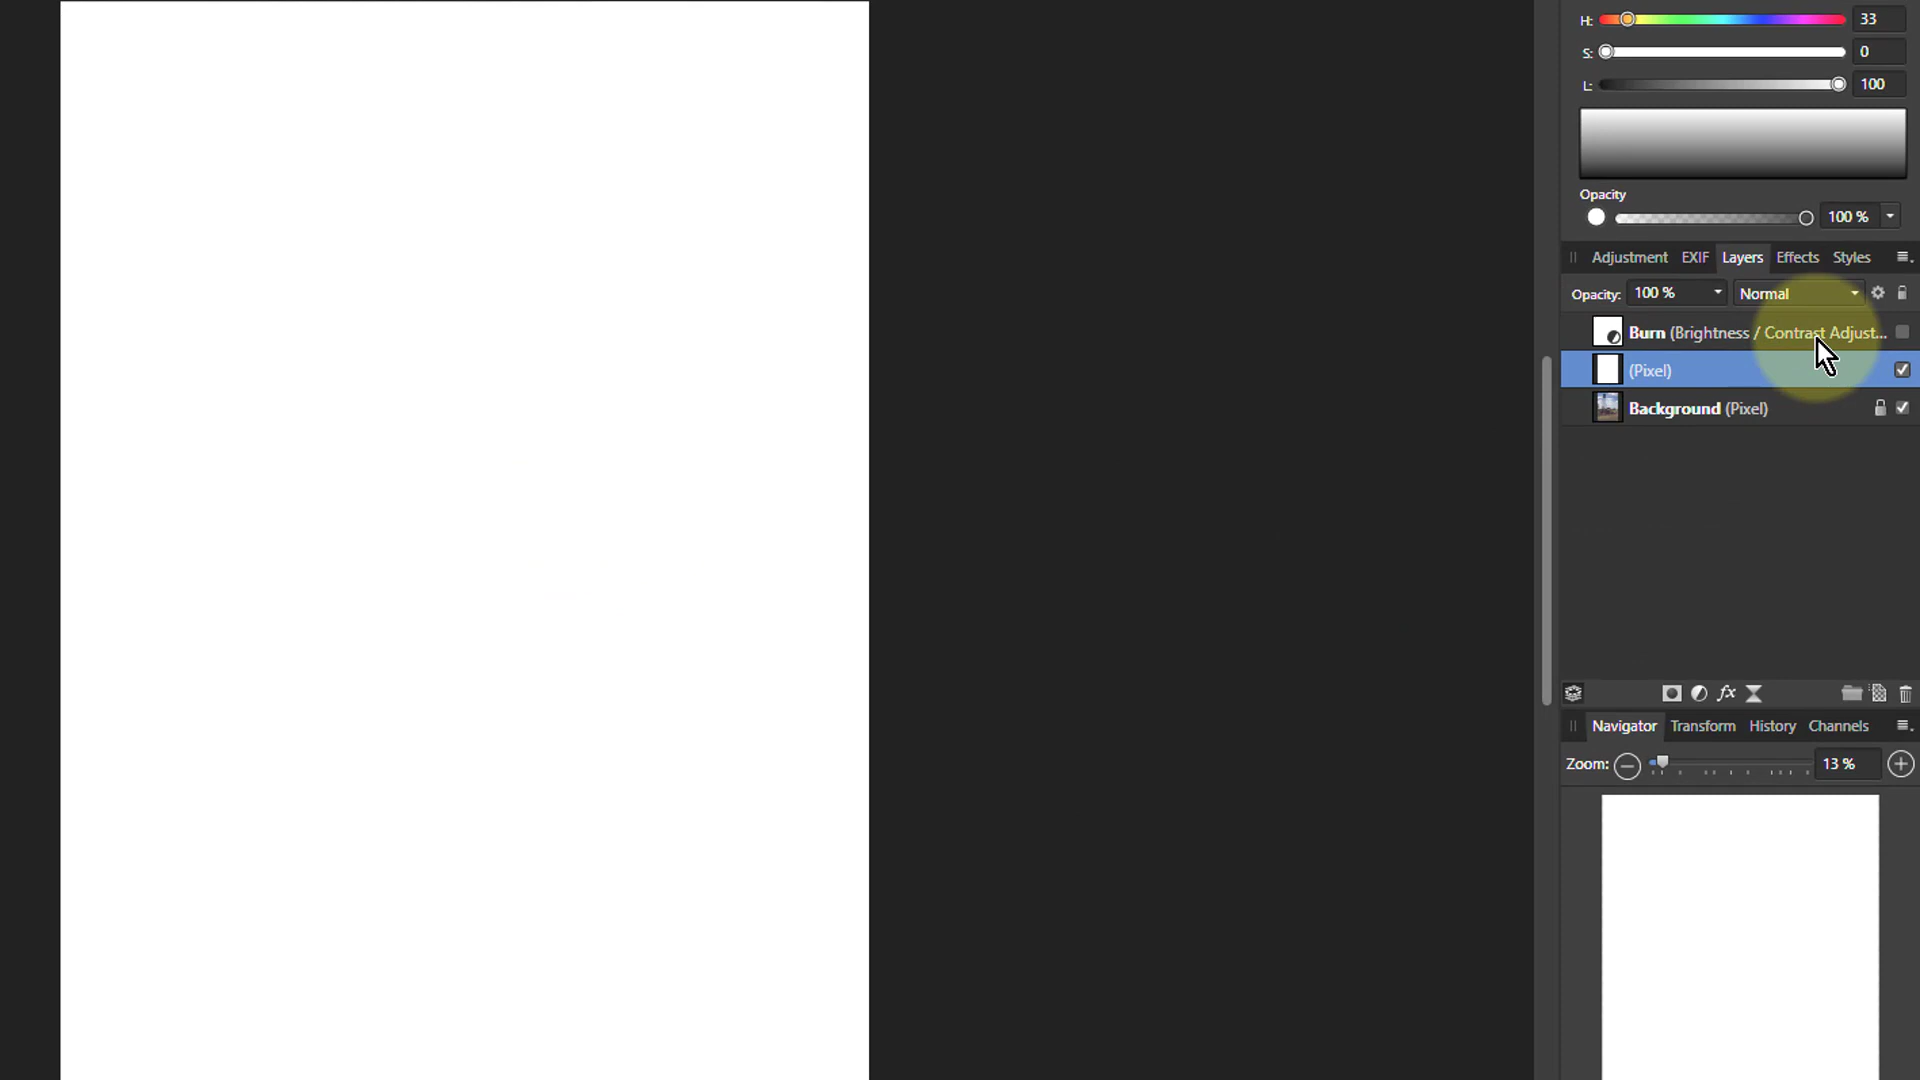 H: 33
S: 0
L: 100
Opacity
100 %
Adjustment EXIF Layers Effects Styles
Opacity: 100 % Normal
Burn (Brightness / Contrast Adjust...
(Pixel)
Background (Pixel)
fx
Navigator Transform History Channels
Zoom: 13 %